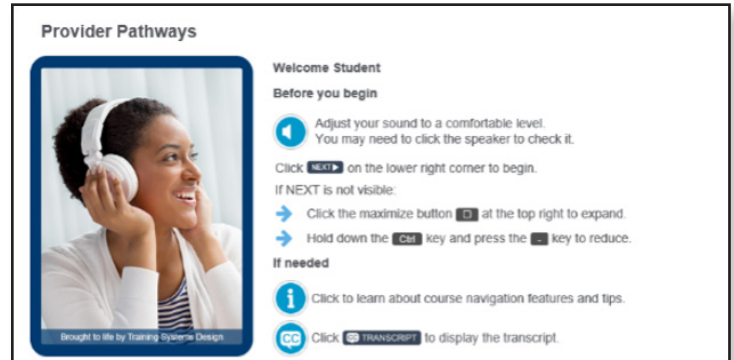 Provider Pathways
Welcome Student
Before you begin
Adjust your sound to a comfortable level.
You may need to click the speaker to check it.
Click NEXT▶ on the lower right corner to begin.
If NEXT is not visible:
Click the maximize button at the top right to expand.
Hold down the Ctrl key and press the - key to reduce.
If needed
i Click to learn about course navigation features and tips.
CC Click CC TRANSCRIPT to display the transcript.
Brought to life by Training Systems Design